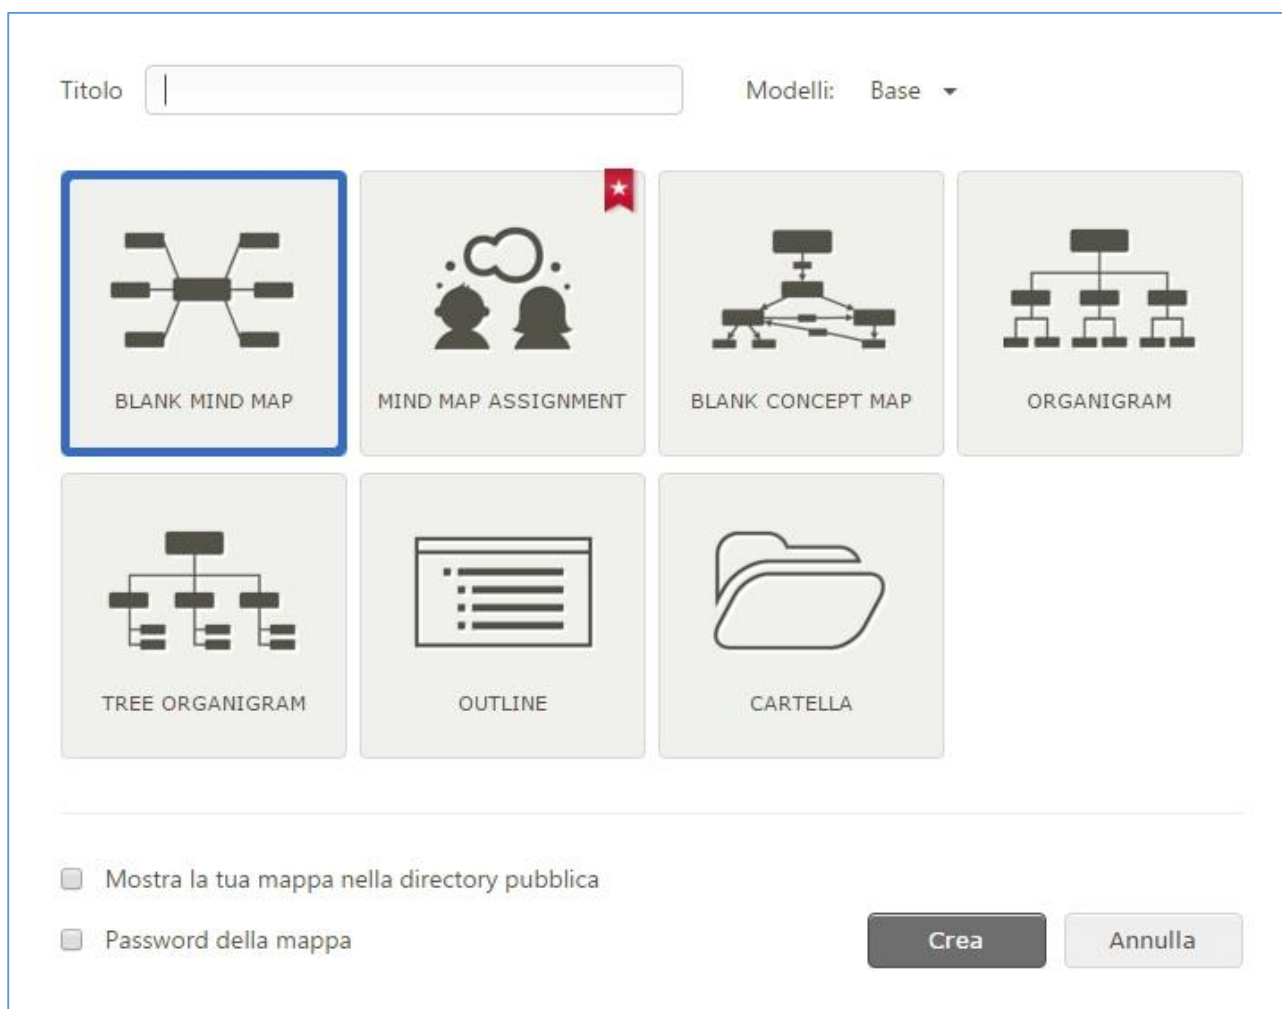 Titolo
Modelli: Base
BLANK MIND MAP
MIND MAP ASSIGNMENT
BLANK CONCEPT MAP
ORGANIGRAM
TREE ORGANIGRAM
OUTLINE
CARTELLA
Mostra la tua mappa nella directory pubblica
Password della mappa
Crea
Annulla